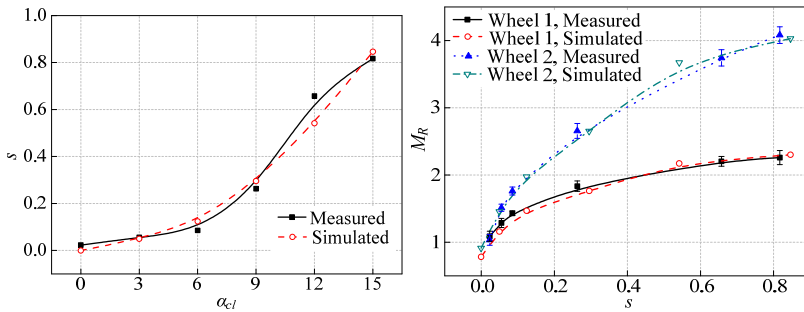 1.0
0.8
0.6
0.4
0.2
0.0
s
Measured
Simulated
0 3 6 9 12 15
α_cl
Wheel 1, Measured
Wheel 1, Simulated
Wheel 2, Measured
Wheel 2, Simulated
4
3
2
1
M_R
0.0 0.2 0.4 0.6 0.8
s